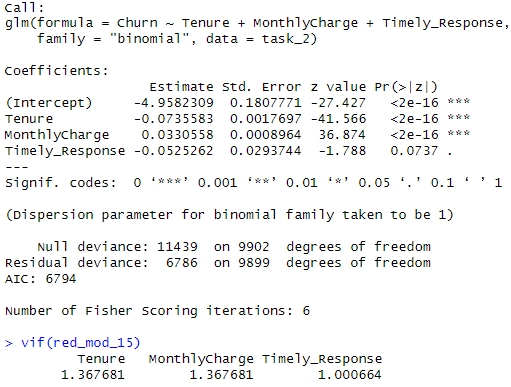 Call:
glm(formula = Churn ~ Tenure + MonthlyCharge + Timely_Response,
    family = "binomial", data = task_2)

Coefficients:
                  Estimate Std. Error z value Pr(>|z|)
(Intercept)     -4.9582309  0.1807771 -27.427   <2e-16 ***
Tenure          -0.0735583  0.0017697 -41.566   <2e-16 ***
MonthlyCharge    0.0330558  0.0008964  36.874   <2e-16 ***
Timely_Response -0.0525262  0.0293744  -1.788   0.0737 .
---
Signif. codes:  0 ‘***’ 0.001 ‘**’ 0.01 ‘*’ 0.05 ‘.’ 0.1 ‘ ’ 1

(Dispersion parameter for binomial family taken to be 1)

    Null deviance: 11439  on 9902  degrees of freedom
Residual deviance:  6786  on 9899  degrees of freedom
AIC: 6794

Number of Fisher Scoring iterations: 6

> vif(red_mod_15)
         Tenure   MonthlyCharge Timely_Response
       1.367681        1.367681        1.000664